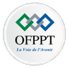 OFPPT
La Voie de l'Avenir